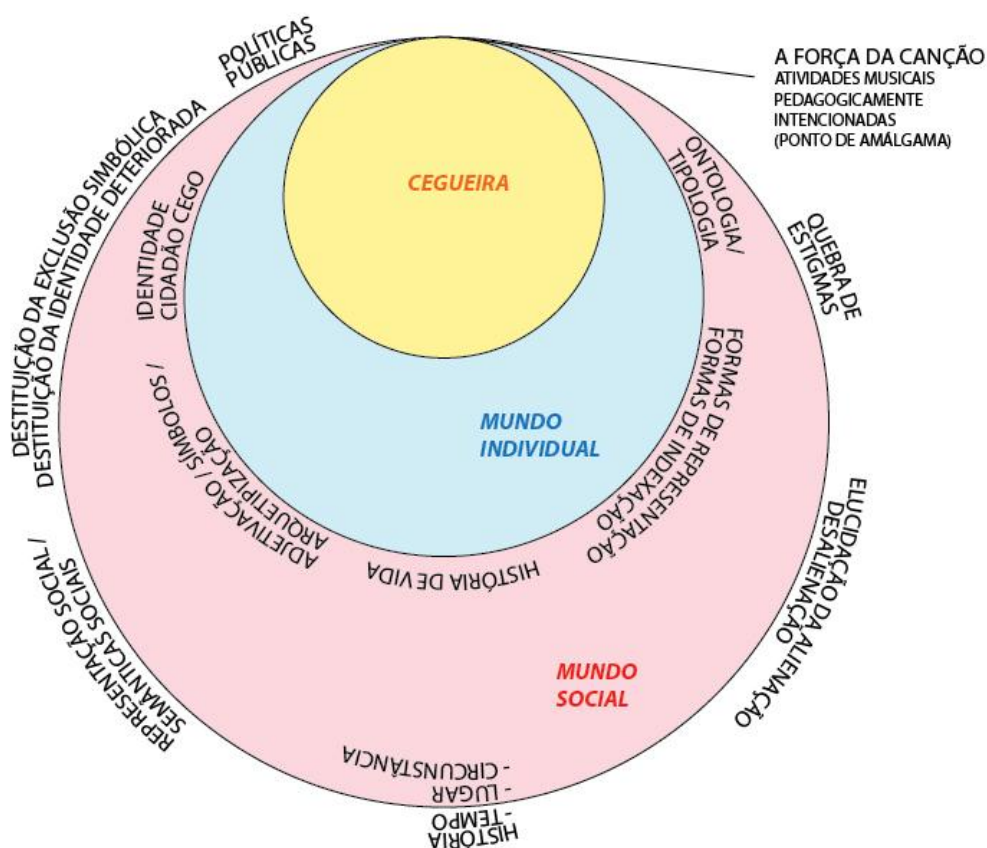 POLÍTICAS
PÚBLICAS
A FORÇA DA CANÇÃO
ATIVIDADES MUSICAIS
PEDAGOGICAMENTE
INTENCIONADAS
(PONTO DE AMÁLGAMA)
CEGUEIRA
ONTOLOGIA/
TIPOLOGIA
QUEBRA DE
ESTIGMAS
DESTITUIÇÃO DA EXCLUSÃO SIMBÓLICA
DESTITUIÇÃO DA IDENTIDADE DETERIORADA
IDENTIDADE
CIDADÃO CEGO
MUNDO
INDIVIDUAL
FORMAS DE REPRESENTAÇÃO
FORMAS DE INDEXAÇÃO
ADJETIVAÇÃO / SÍMBOLOS /
ARQUETIPIZAÇÃO
HISTÓRIA DE VIDA
ELUCIDAÇÃO DA ALIENAÇÃO
DESALIENAÇÃO
REPRESENTAÇÃO SOCIAL /
SEMÂNTICAS SOCIAIS
MUNDO
SOCIAL
HISTÓRIA
- TEMPO
- LUGAR
- CIRCUNSTÂNCIA